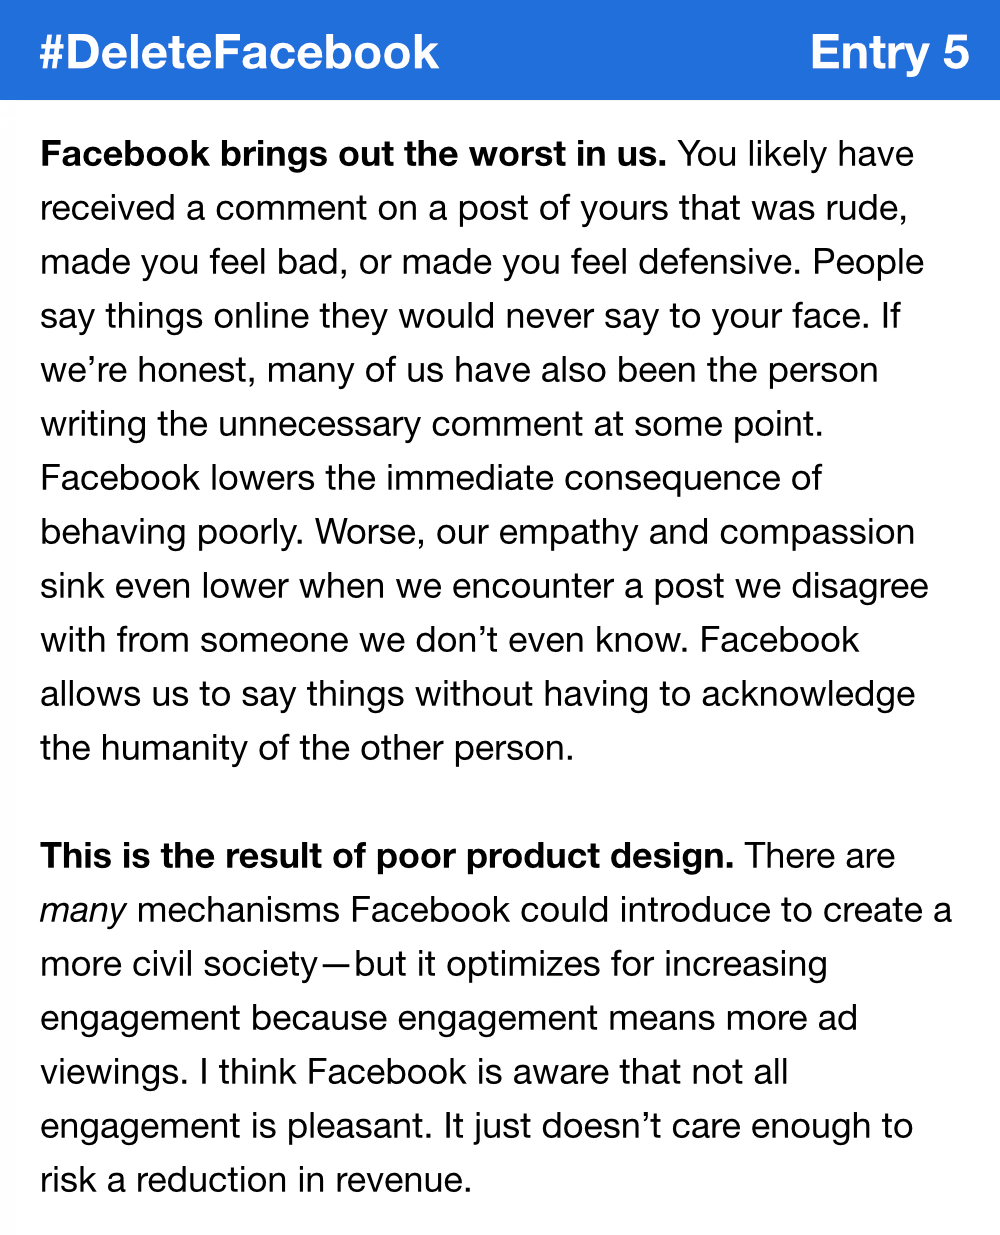 #DeleteFacebook
Entry 5
Facebook brings out the worst in us. You likely have
received a comment on a post of yours that was rude,
made you feel bad, or made you feel defensive. People
say things online they would never say to your face. If
we’re honest, many of us have also been the person
writing the unnecessary comment at some point.
Facebook lowers the immediate consequence of
behaving poorly. Worse, our empathy and compassion
sink even lower when we encounter a post we disagree
with from someone we don’t even know. Facebook
allows us to say things without having to acknowledge
the humanity of the other person.
This is the result of poor product design. There are
many mechanisms Facebook could introduce to create a
more civil society—but it optimizes for increasing
engagement because engagement means more ad
viewings. I think Facebook is aware that not all
engagement is pleasant. It just doesn’t care enough to
risk a reduction in revenue.